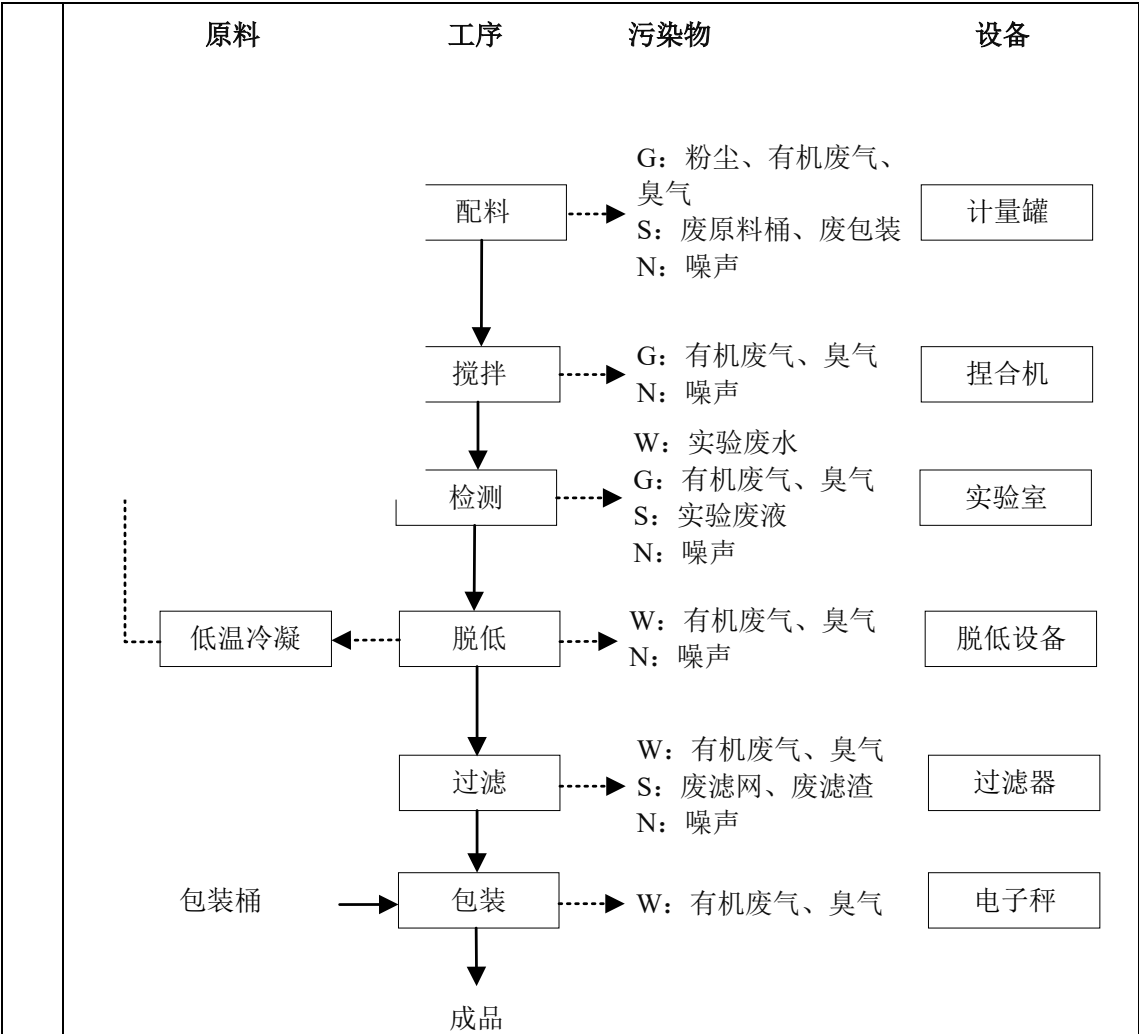 原料 工序 污染物 设备
G：粉尘、有机废气、
臭气
配料 S：废原料桶、废包装 计量罐
N：噪声
G：有机废气、臭气
搅拌 捏合机
N：噪声
W：实验废水
G：有机废气、臭气
检测 实验室
S：实验废液
N：噪声
W：有机废气、臭气
低温冷凝 脱低 脱低设备
N：噪声
W：有机废气、臭气
过滤 S：废滤网、废滤渣 过滤器
N：噪声
包装桶 包装 W：有机废气、臭气 电子秤
成品